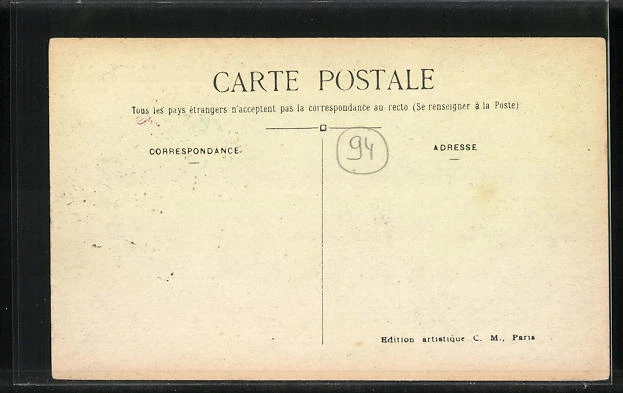 CARTE POSTALE
Tous les pays étrangers n'acceptent pas la correspondance au recto (Se renseigner à la Poste)
94
CORRESPONDANCE
ADRESSE
Edition artistique C. M., Paris